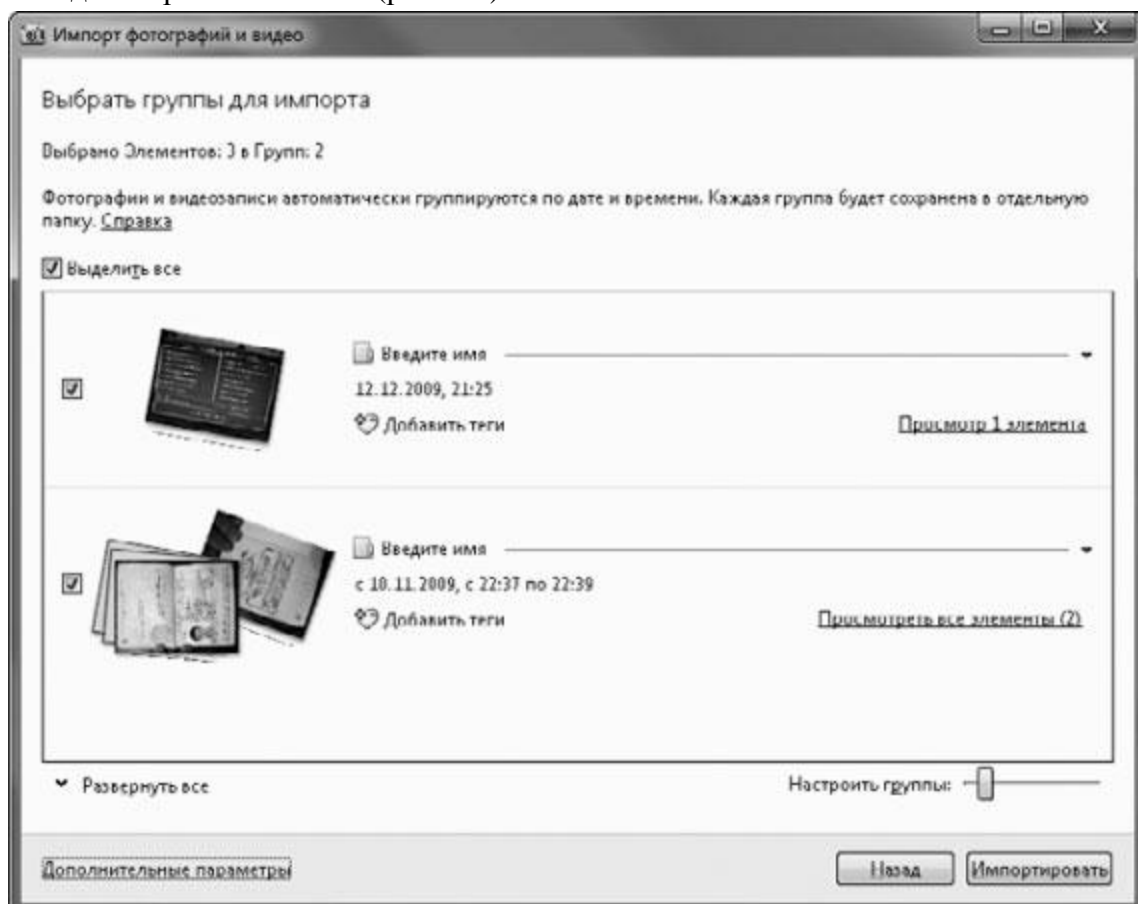 Импорт фотографий и видео
Выбрать группы для импорта
Выбрано Элементов: 3 в Групп: 2
Фотографии и видеозаписи автоматически группируются по дате и времени. Каждая группа будет сохранена в отдельную
папку. Справка
Выделить все
Введите имя
12.12.2009, 21:25
Добавить теги
Просмотр 1 элемента
Введите имя
с 10.11.2009, с 22:37 по 22:39
Добавить теги
Просмотреть все элементы (2)
Развернуть все
Настроить группы:
Дополнительные параметры
Назад
Импортировать